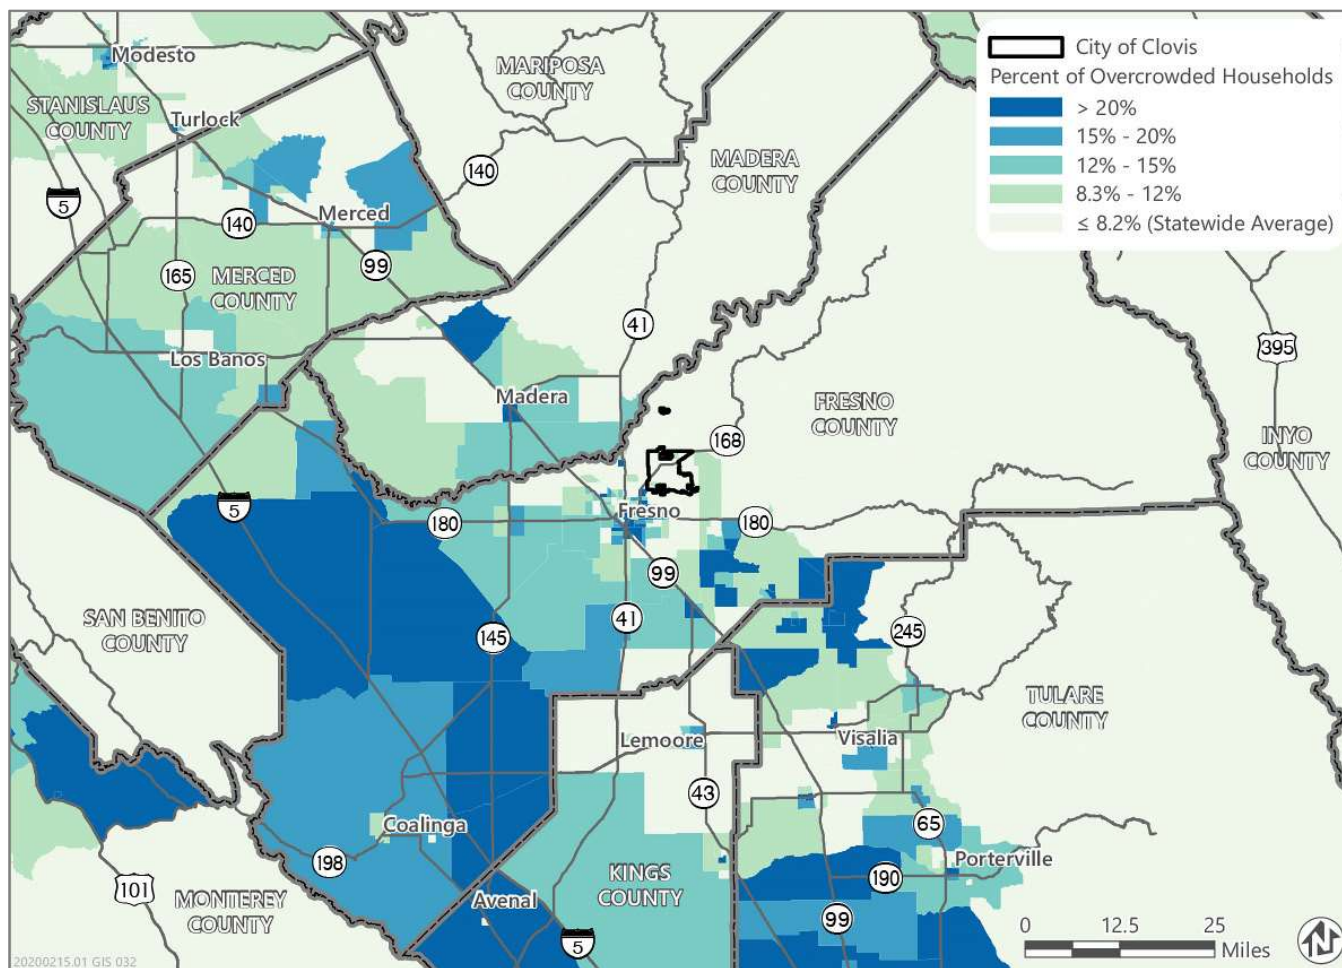 City of Clovis
Percent of Overcrowded Households
> 20%
15% - 20%
12% - 15%
8.3% - 12%
≤ 8.2% (Statewide Average)
Modesto
MARIPOSA
COUNTY
STANISLAUS
COUNTY
Turlock
MADERA
COUNTY
140
5
140
Merced
99
165
MERCED
COUNTY
41
395
Los Banos
Madera
FRESNO
COUNTY
168
INYO
COUNTY
5
180
Fresno
180
99
SAN BENITO
COUNTY
145
41
245
TULARE
COUNTY
Lemoore
Visalia
43
Coalinga
65
198
Porterville
KINGS
COUNTY
190
101
MONTEREY
COUNTY
Avenal
99
5
0 12.5 25
Miles
N
20200215.01 GIS 032